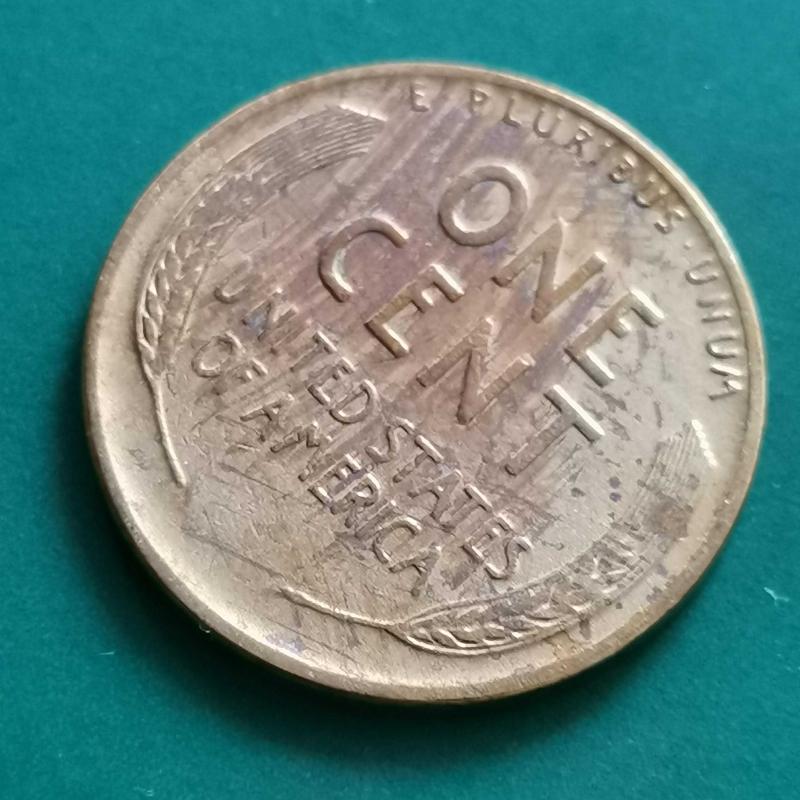 E PLURIBUS · UNUM
ONE
CENT
UNITED STATES
OF AMERICA